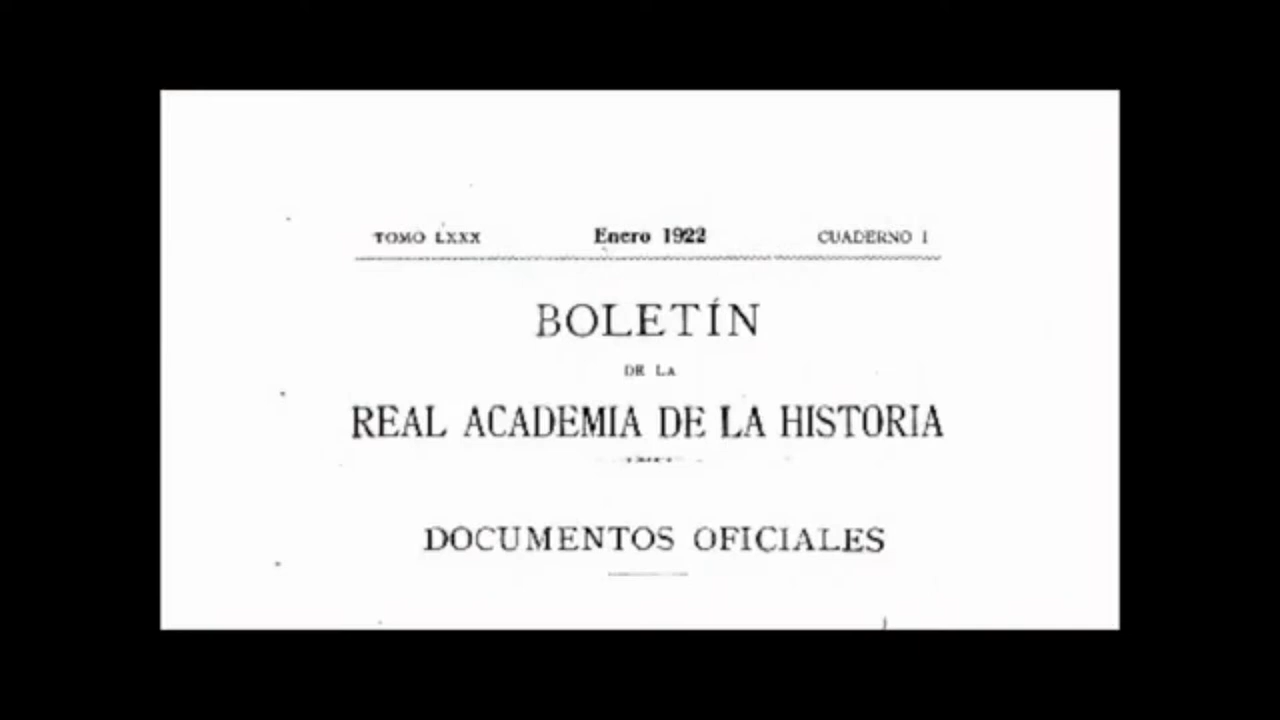 TOMO LXXX Enero 1922 CUADERNO I
BOLETÍN
DE LA
REAL ACADEMIA DE LA HISTORIA
DOCUMENTOS OFICIALES